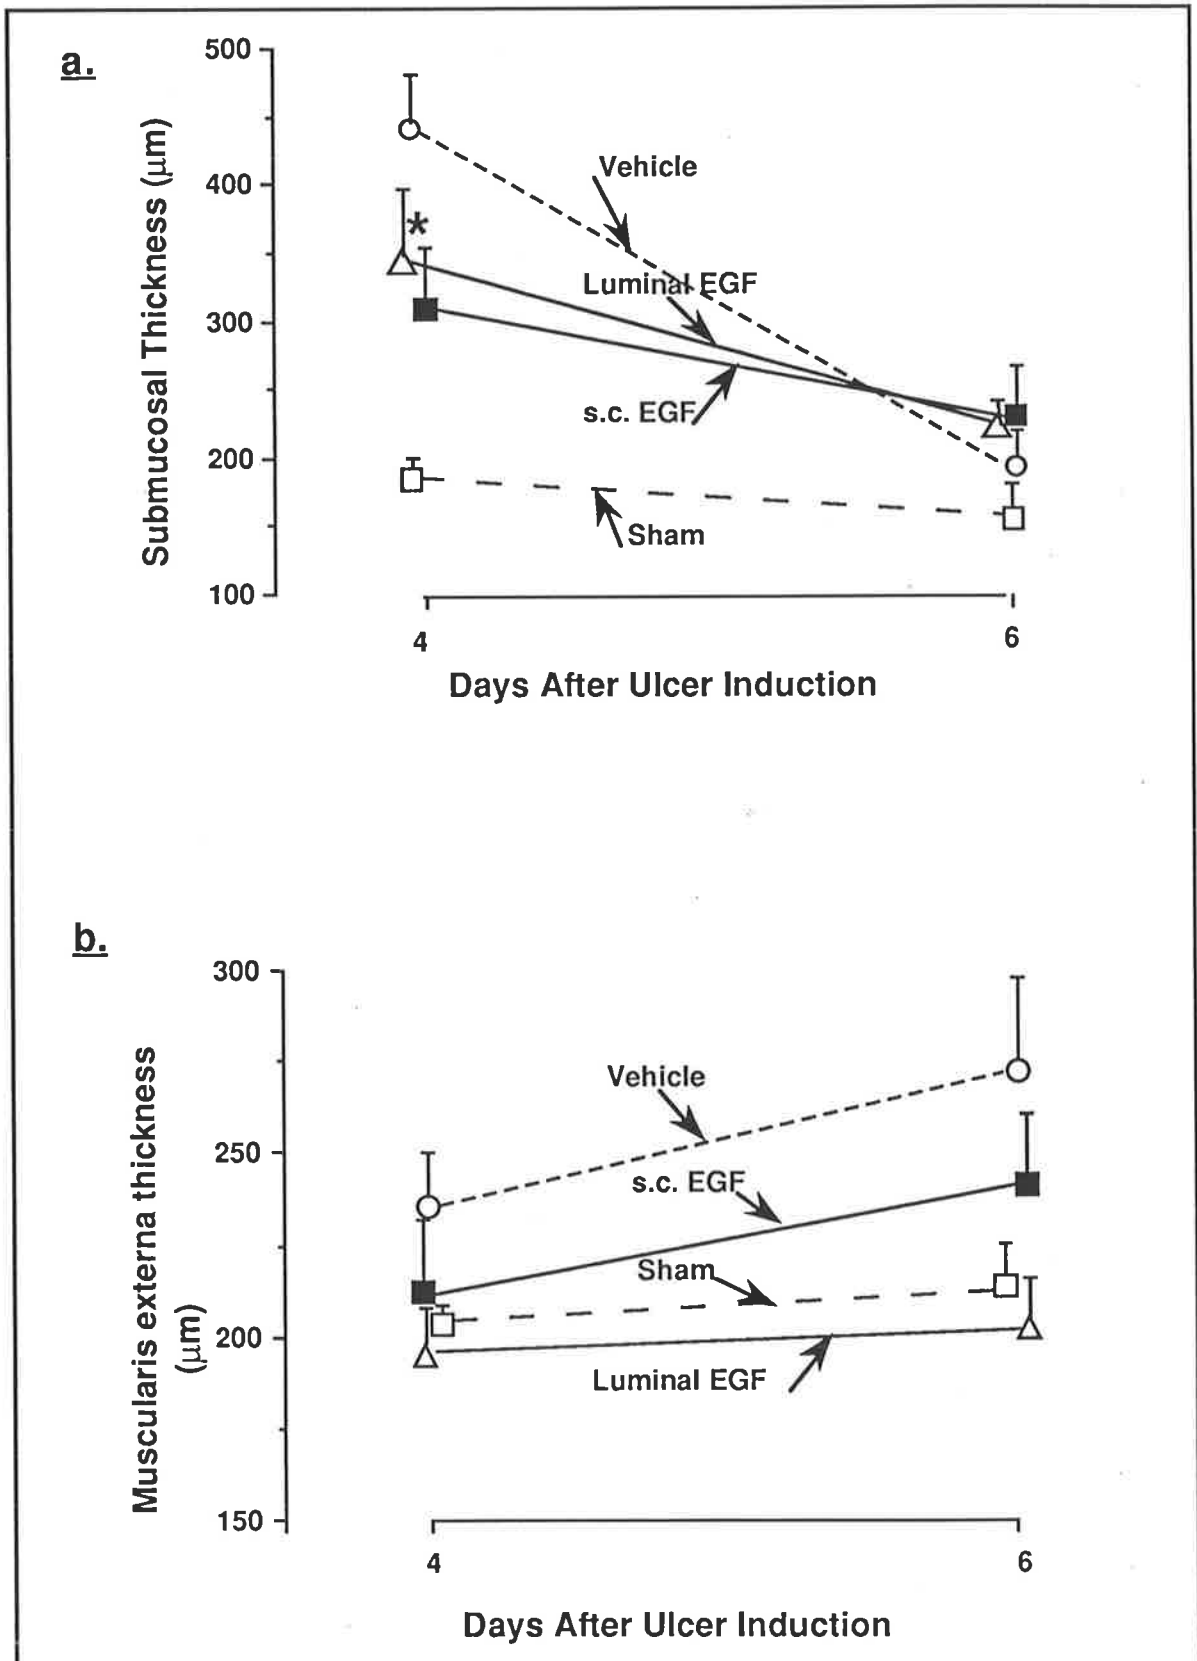 a.
500
400
300
200
100
Submucosal Thickness (μm)
Vehicle
Luminal EGF
s.c. EGF
Sham
*
4
6
Days After Ulcer Induction
b.
300
250
200
150
Muscularis externa thickness
(μm)
Vehicle
s.c. EGF
Sham
Luminal EGF
4
6
Days After Ulcer Induction